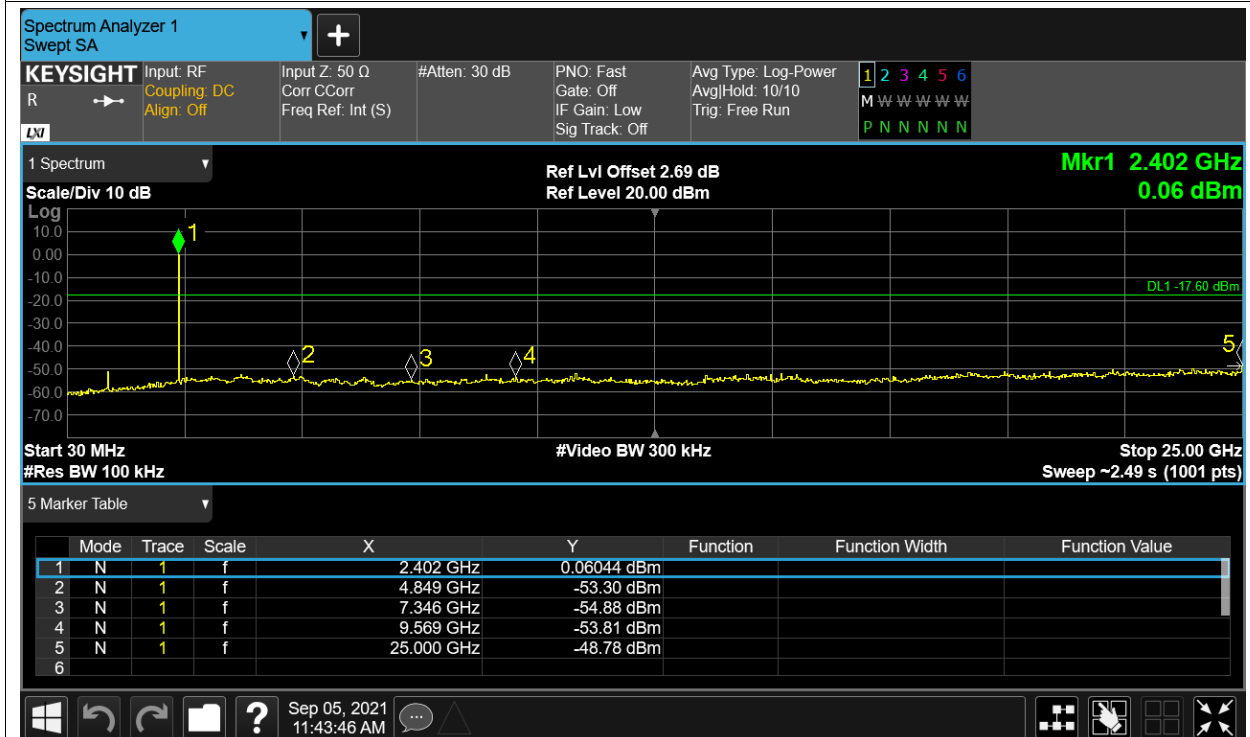 Spectrum Analyzer 1
Swept SA
KEYSIGHT
R
LXI
Input: RF
Coupling: DC
Align: Off
Input Z: 50 Ω
Corr CCorr
Freq Ref: Int (S)
#Atten: 30 dB
PNO: Fast
Gate: Off
IF Gain: Low
Sig Track: Off
Avg Type: Log-Power
Avg|Hold: 10/10
Trig: Free Run
1 2 3 4 5 6
M W W W W W
P N N N N N
1 Spectrum
Scale/Div 10 dB
Ref Lvl Offset 2.69 dB
Ref Level 20.00 dBm
Mkr1 2.402 GHz
0.06 dBm
Log
10.0
0.00
-10.0
-20.0
-30.0
-40.0
-50.0
-60.0
-70.0
1
2
3
4
5
DL1 -17.60 dBm
Start 30 MHz
#Video BW 300 kHz
Stop 25.00 GHz
#Res BW 100 kHz
Sweep ~2.49 s (1001 pts)
5 Marker Table
Mode Trace Scale X Y Function Function Width Function Value
1 N 1 f 2.402 GHz 0.06044 dBm
2 N 1 f 4.849 GHz -53.30 dBm
3 N 1 f 7.346 GHz -54.88 dBm
4 N 1 f 9.569 GHz -53.81 dBm
5 N 1 f 25.000 GHz -48.78 dBm
6
?
Sep 05, 2021
11:43:46 AM